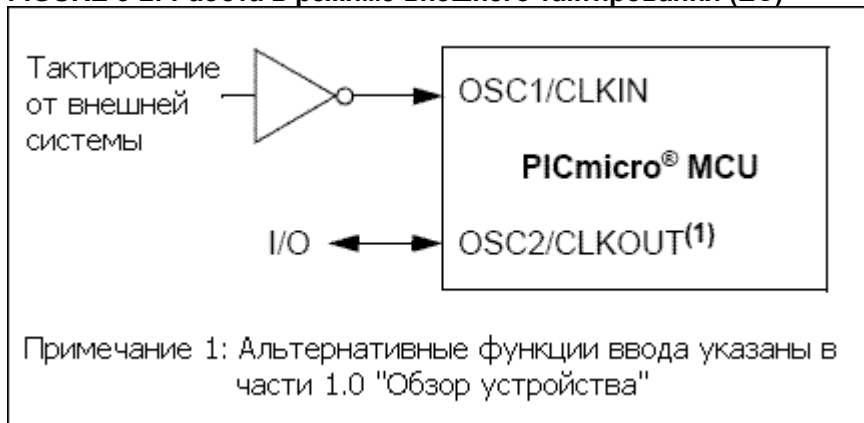 Тактирование
от внешней
системы
OSC1/CLKIN
PICmicro® MCU
I/O
OSC2/CLKOUT(1)
Примечание 1: Альтернативные функции ввода указаны в
части 1.0 "Обзор устройства"